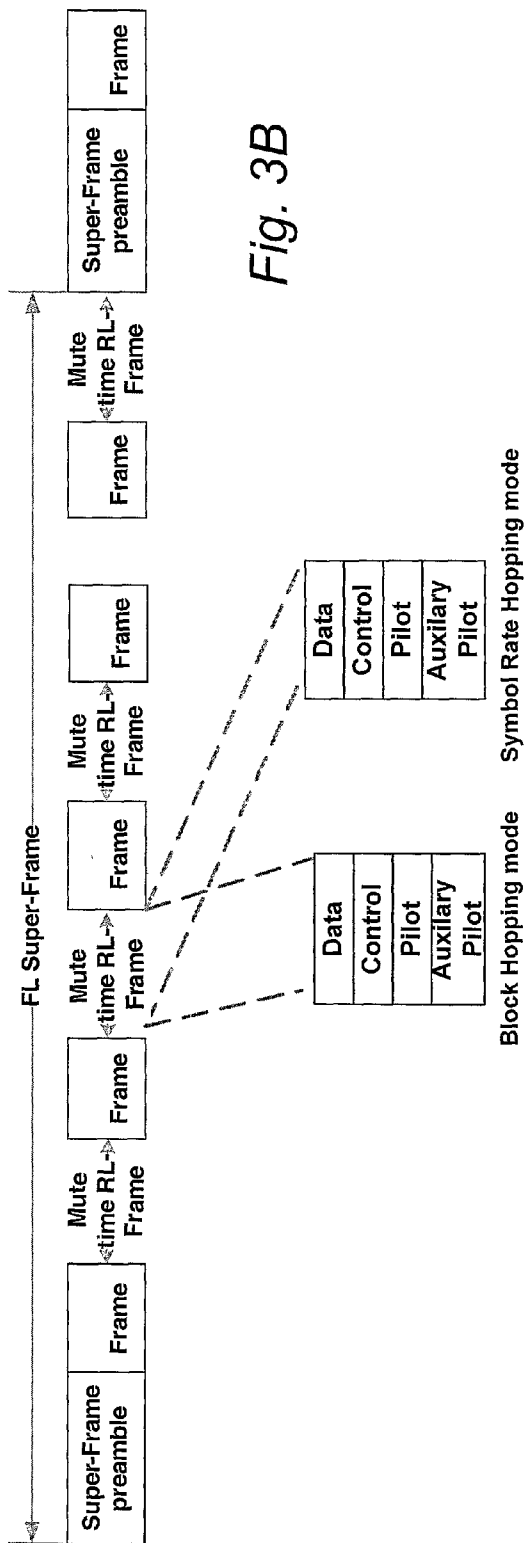 FL Super-Frame
Super-Frame
preamble
Frame
Mute
time RL-
Frame
Frame
Mute
time RL-
Frame
Frame
Mute
time RL-
Frame
Frame
Frame
Mute
time RL-
Frame
Super-Frame
preamble
Frame
Data
Control
Pilot
Auxilary
Pilot
Block Hopping mode
Data
Control
Pilot
Auxilary
Pilot
Symbol Rate Hopping mode
Fig. 3B